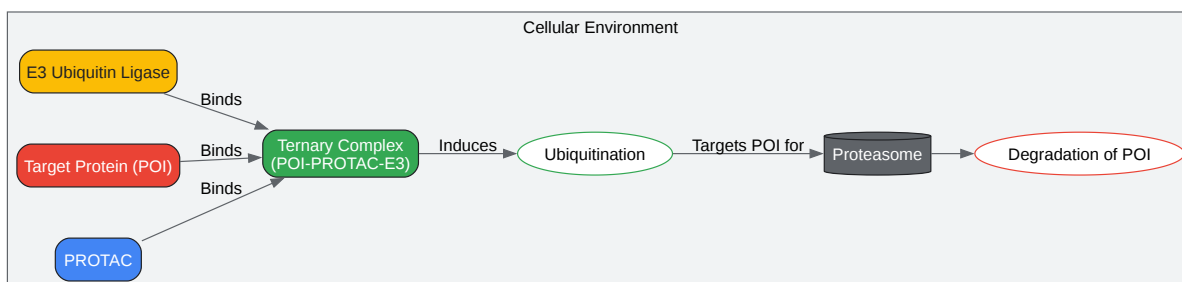 Cellular Environment
E3 Ubiquitin Ligase
Binds
Target Protein (POI)
Binds
Ternary Complex
(POI-PROTAC-E3)
Induces
Ubiquitination
Targets POI for
Proteasome
Degradation of POI
Binds
PROTAC